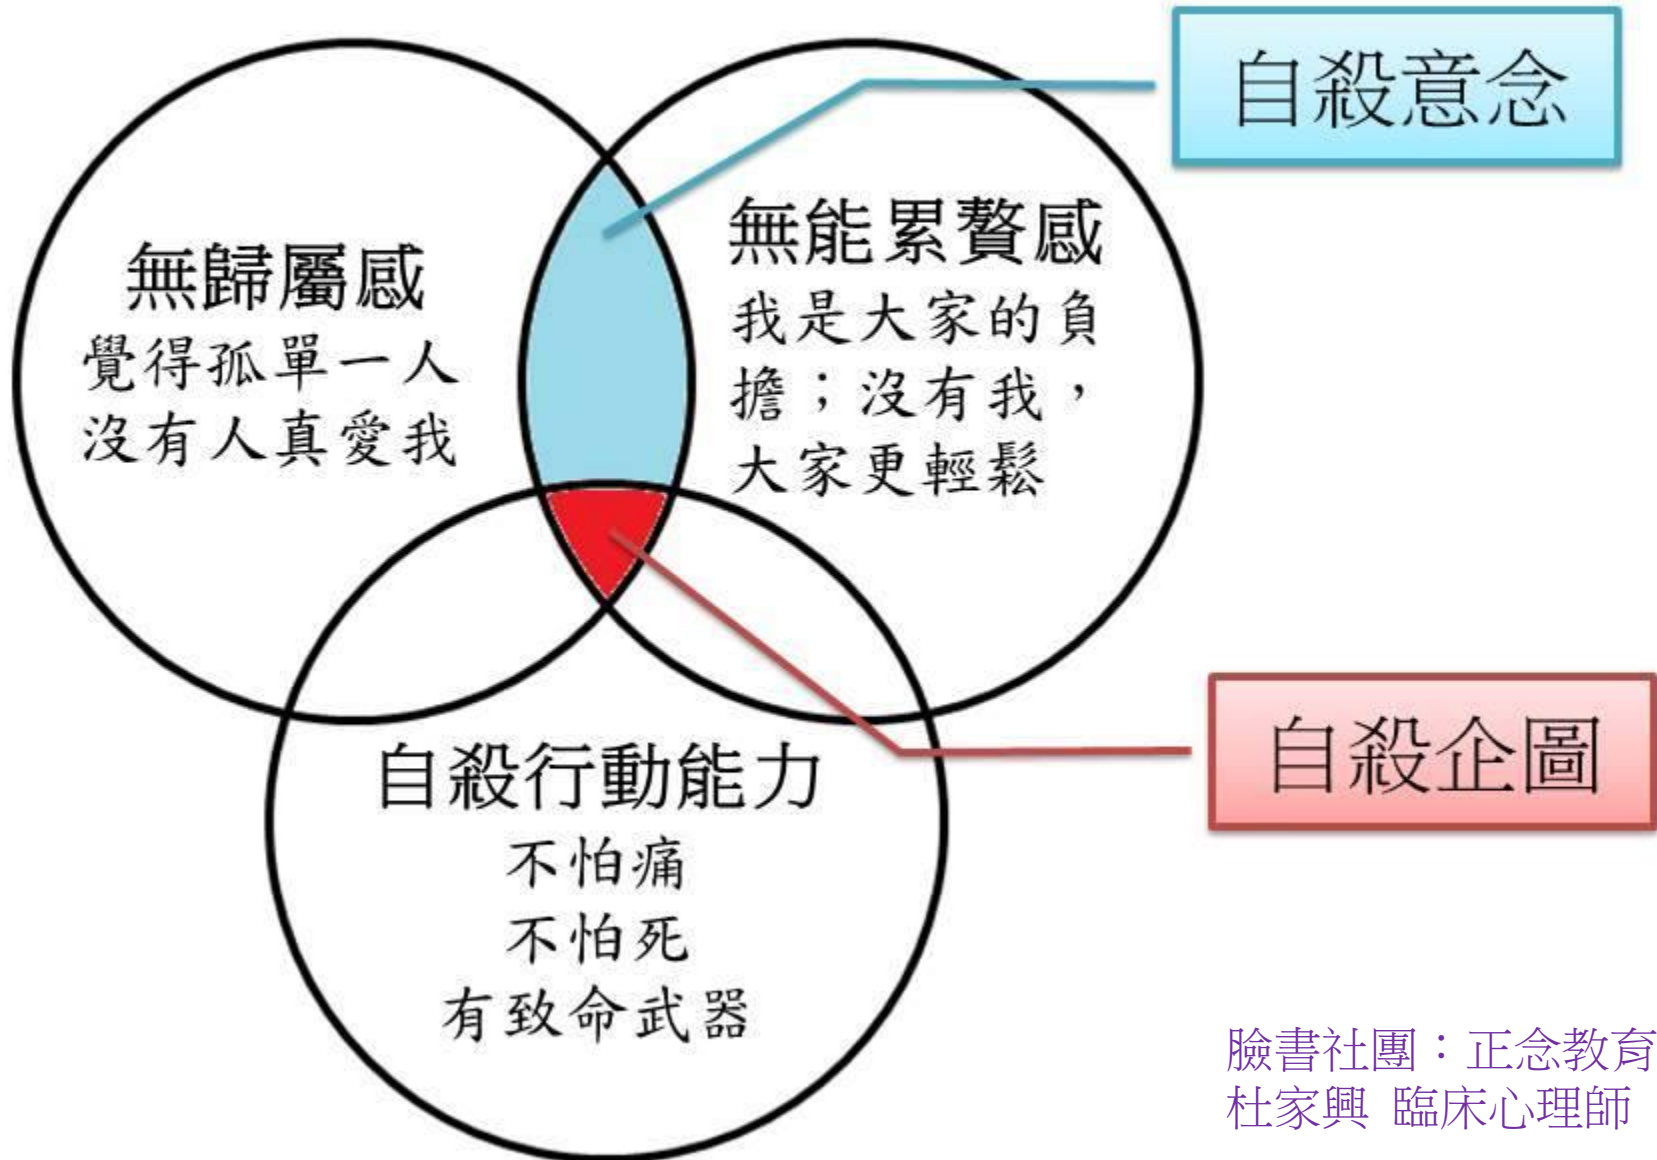 自殺意念
無歸屬感
覺得孤單一人
沒有人真愛我
無能累贅感
我是大家的負
擔；沒有我，
大家更輕鬆
自殺企圖
自殺行動能力
不怕痛
不怕死
有致命武器
臉書社團：正念教育
杜家興 臨床心理師